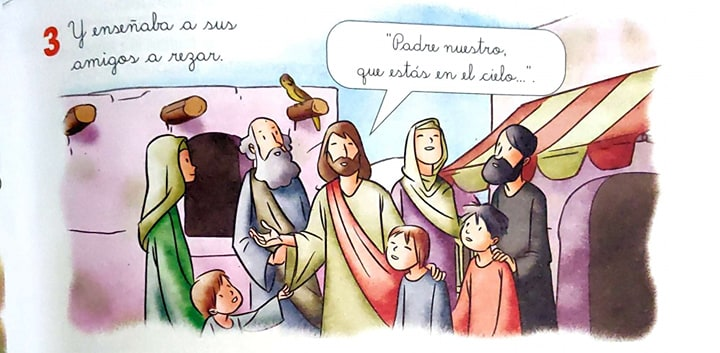 3 Y enseñaba a sus
amigos a rezar.
"Padre nuestro,
que estás en el cielo...".